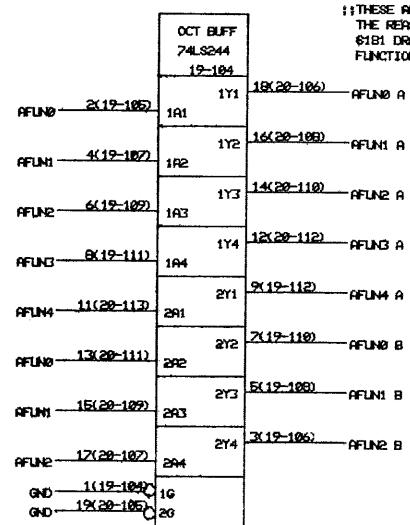 ;;THESE A
THE REA
6181 DR
FUNCTION
OCT BUFF
74LS244
19-104
AFUN0 2(19-105) 1A1 1Y1 18(20-106) AFUN0 A
AFUN1 4(19-107) 1A2 1Y2 16(20-108) AFUN1 A
AFUN2 6(19-109) 1A3 1Y3 14(20-110) AFUN2 A
AFUN3 8(19-111) 1A4 1Y4 12(20-112) AFUN3 A
AFUN4 11(20-113) 2A1 2Y1 9(19-112) AFUN4 A
AFUN0 13(20-111) 2A2 2Y2 7(19-110) AFUN0 B
AFUN1 15(20-109) 2A3 2Y3 5(19-108) AFUN1 B
AFUN2 17(20-107) 2A4 2Y4 3(19-106) AFUN2 B
GND 1(19-104) 1G
GND 19(20-105) 2G